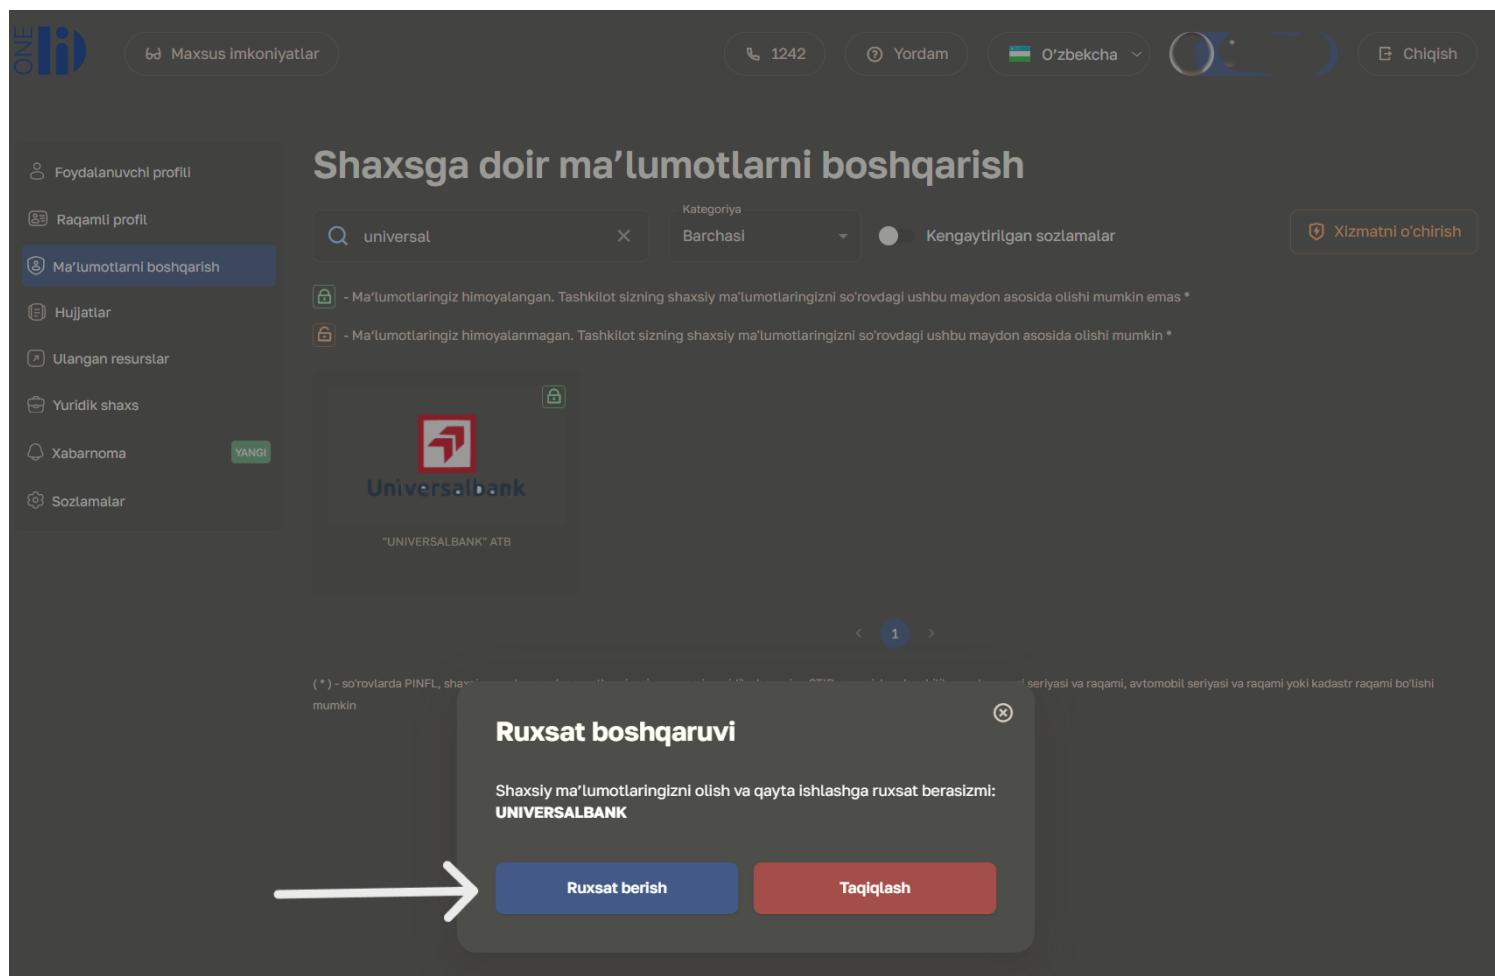 ONE iD
Maxsus imkoniyatlar
1242
Yordam
O'zbekcha
Chiqish
Foydalanuvchi profili
Raqamli profil
Ma'lumotlarni boshqarish
Hujjatlar
Ulangan resurslar
Yuridik shaxs
Xabarnoma
YANGI
Sozlamalar
Shaxsga doir ma'lumotlarni boshqarish
universal
Kategoriya
Barchasi
Kengaytirilgan sozlamalar
Xizmatni o'chirish
- Ma'lumotlaringiz himoyalangan. Tashkilot sizning shaxsiy ma'lumotlaringizni so'rovdagi ushbu maydon asosida olishi mumkin emas *
- Ma'lumotlaringiz himoyalanmagan. Tashkilot sizning shaxsiy ma'lumotlaringizni so'rovdagi ushbu maydon asosida olishi mumkin *
Universalbank
"UNIVERSALBANK" ATB
1
( * ) - so'rovlarda PINFL, seriyasi va raqami, avtomobil seriyasi va raqami yoki kadastr raqami bo'lishi
mumkin
Ruxsat boshqaruvi
Shaxsiy ma'lumotlaringizni olish va qayta ishlashga ruxsat berasizmi:
UNIVERSALBANK
Ruxsat berish
Taqiqlash